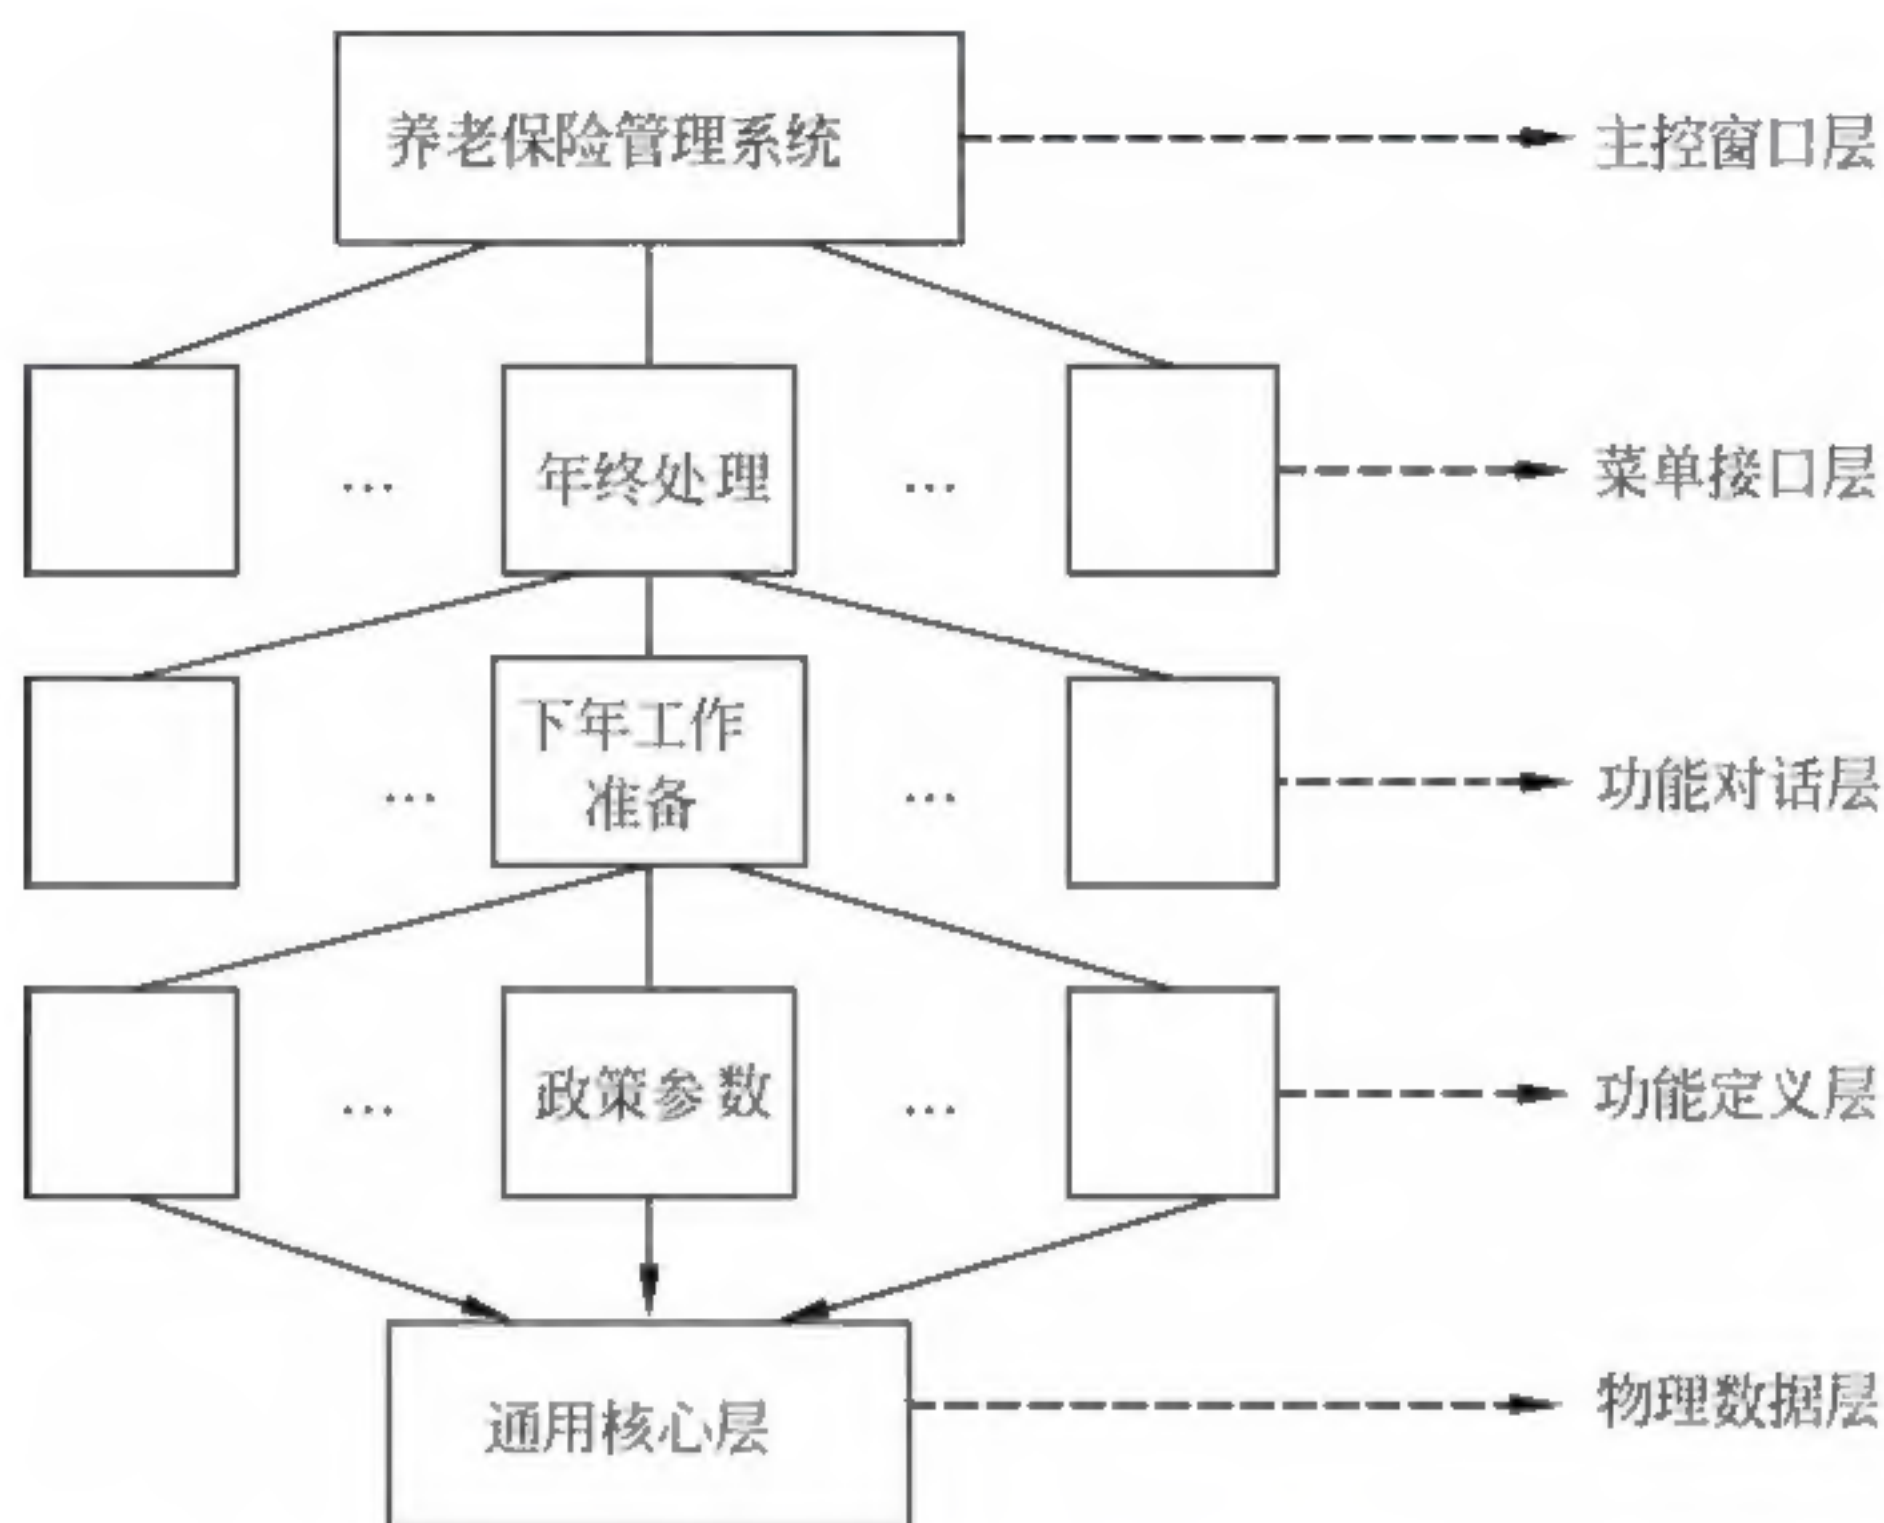 养老保险管理系统
主控窗口层
…
年终处理
…
菜单接口层
…
下年工作
准备
…
功能对话层
…
政策参数
…
功能定义层
通用核心层
物理数据层